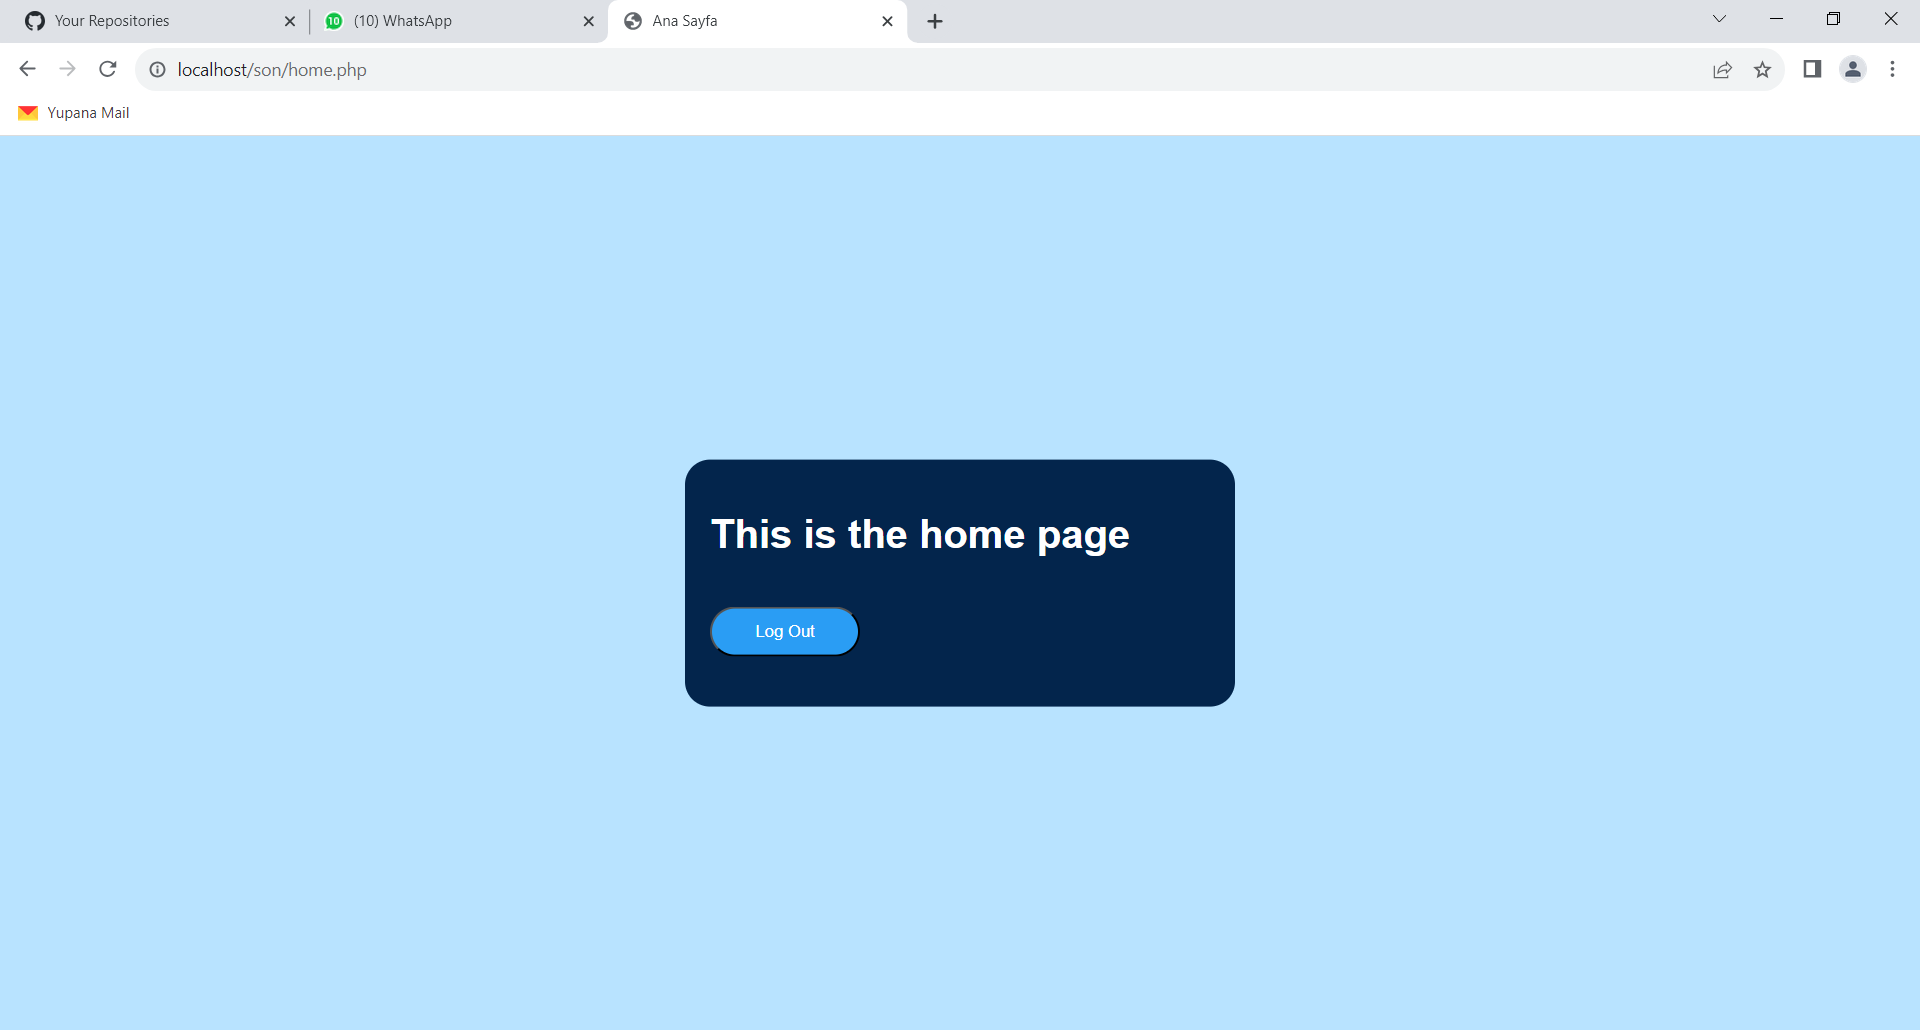 Your Repositories
10 (10) WhatsApp
Ana Sayfa
localhost/son/home.php
Yupana Mail
This is the home page
Log Out